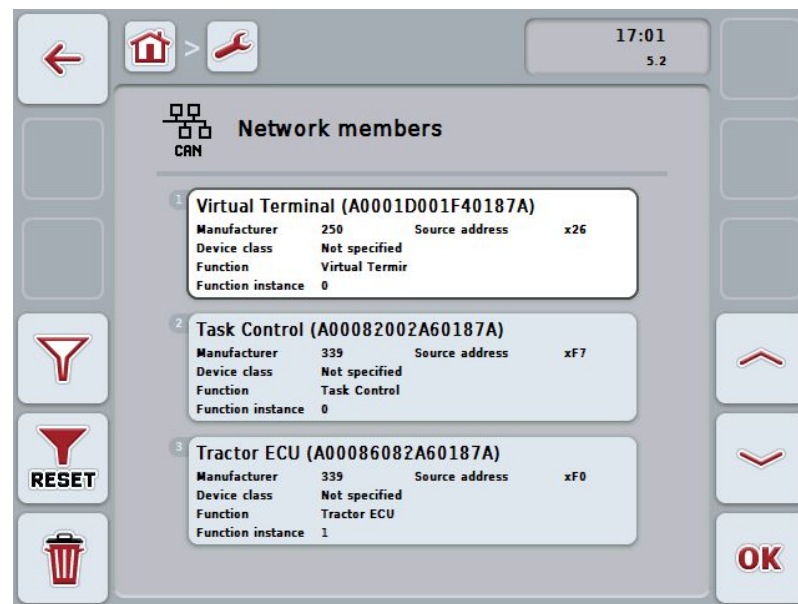 17:01
5.2
CAN
Network members
1
Virtual Terminal (A0001D001F40187A)
Manufacturer 250 Source address x26
Device class Not specified
Function Virtual Termir
Function instance 0
2
Task Control (A00082002A60187A)
Manufacturer 339 Source address xF7
Device class Not specified
Function Task Control
Function instance 0
3
Tractor ECU (A00086082A60187A)
Manufacturer 339 Source address xF0
Device class Not specified
Function Tractor ECU
Function instance 1
RESET
OK